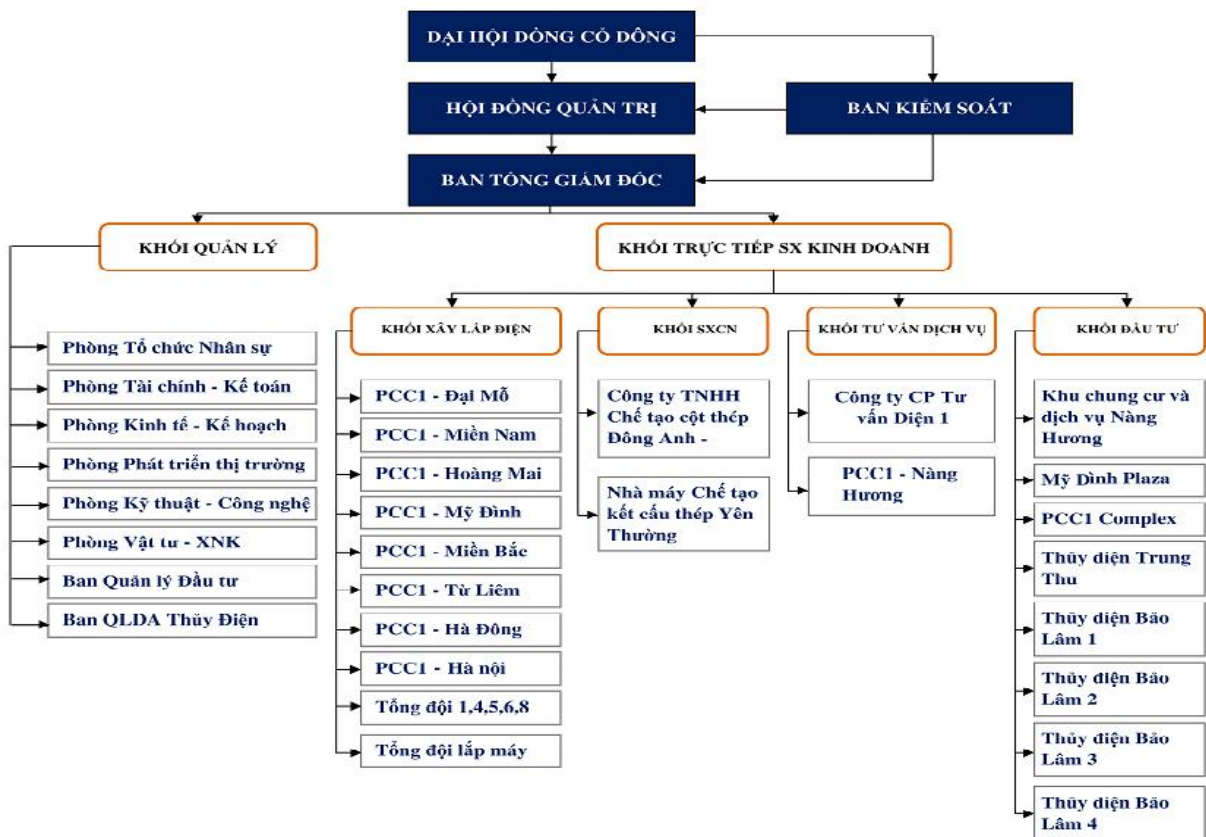 DẠI HỘI DÒNG CỔ DÔNG
HỘI ĐỒNG QUẢN TRỊ
BAN KIỂM SOÁT
BAN TỔNG GIÁM ĐỐC
KHỐI QUẢN LÝ
KHỐI TRỰC TIẾP SX KINH DOANH
Phòng Tổ chức Nhân sự
Phòng Tài chính - Kế toán
Phòng Kinh tế - Kế hoạch
Phòng Phát triển thị trường
Phòng Kỹ thuật - Công nghệ
Phòng Vật tư - XNK
Ban Quản lý Đầu tư
Ban QLDA Thủy Điện
KHỐI XÂY LẮP ĐIỆN
PCC1 - Đại Mỗ
PCC1 - Miền Nam
PCC1 - Hoàng Mai
PCC1 - Mỹ Đình
PCC1 - Miền Bắc
PCC1 - Từ Liêm
PCC1 - Hà Đông
PCC1 - Hà nội
Tổng đội 1,4,5,6,8
Tổng đội lắp máy
KHỐI SXCN
Công ty TNHH
Chế tạo cột thép
Đông Anh -
Nhà máy Chế tạo
kết cấu thép Yên
Thường
KHỐI TƯ VẤN DỊCH VỤ
Công ty CP Tư
vấn Diện 1
PCC1 - Nàng
Hương
KHỐI ĐẦU TƯ
Khu chung cư và
dịch vụ Nàng
Hương
Mỹ Dình Plaza
PCC1 Complex
Thủy diện Trung
Thu
Thủy diện Bảo
Lâm 1
Thủy điện Bảo
Lâm 2
Thủy điện Bảo
Lâm 3
Thủy diện Bảo
Lâm 4